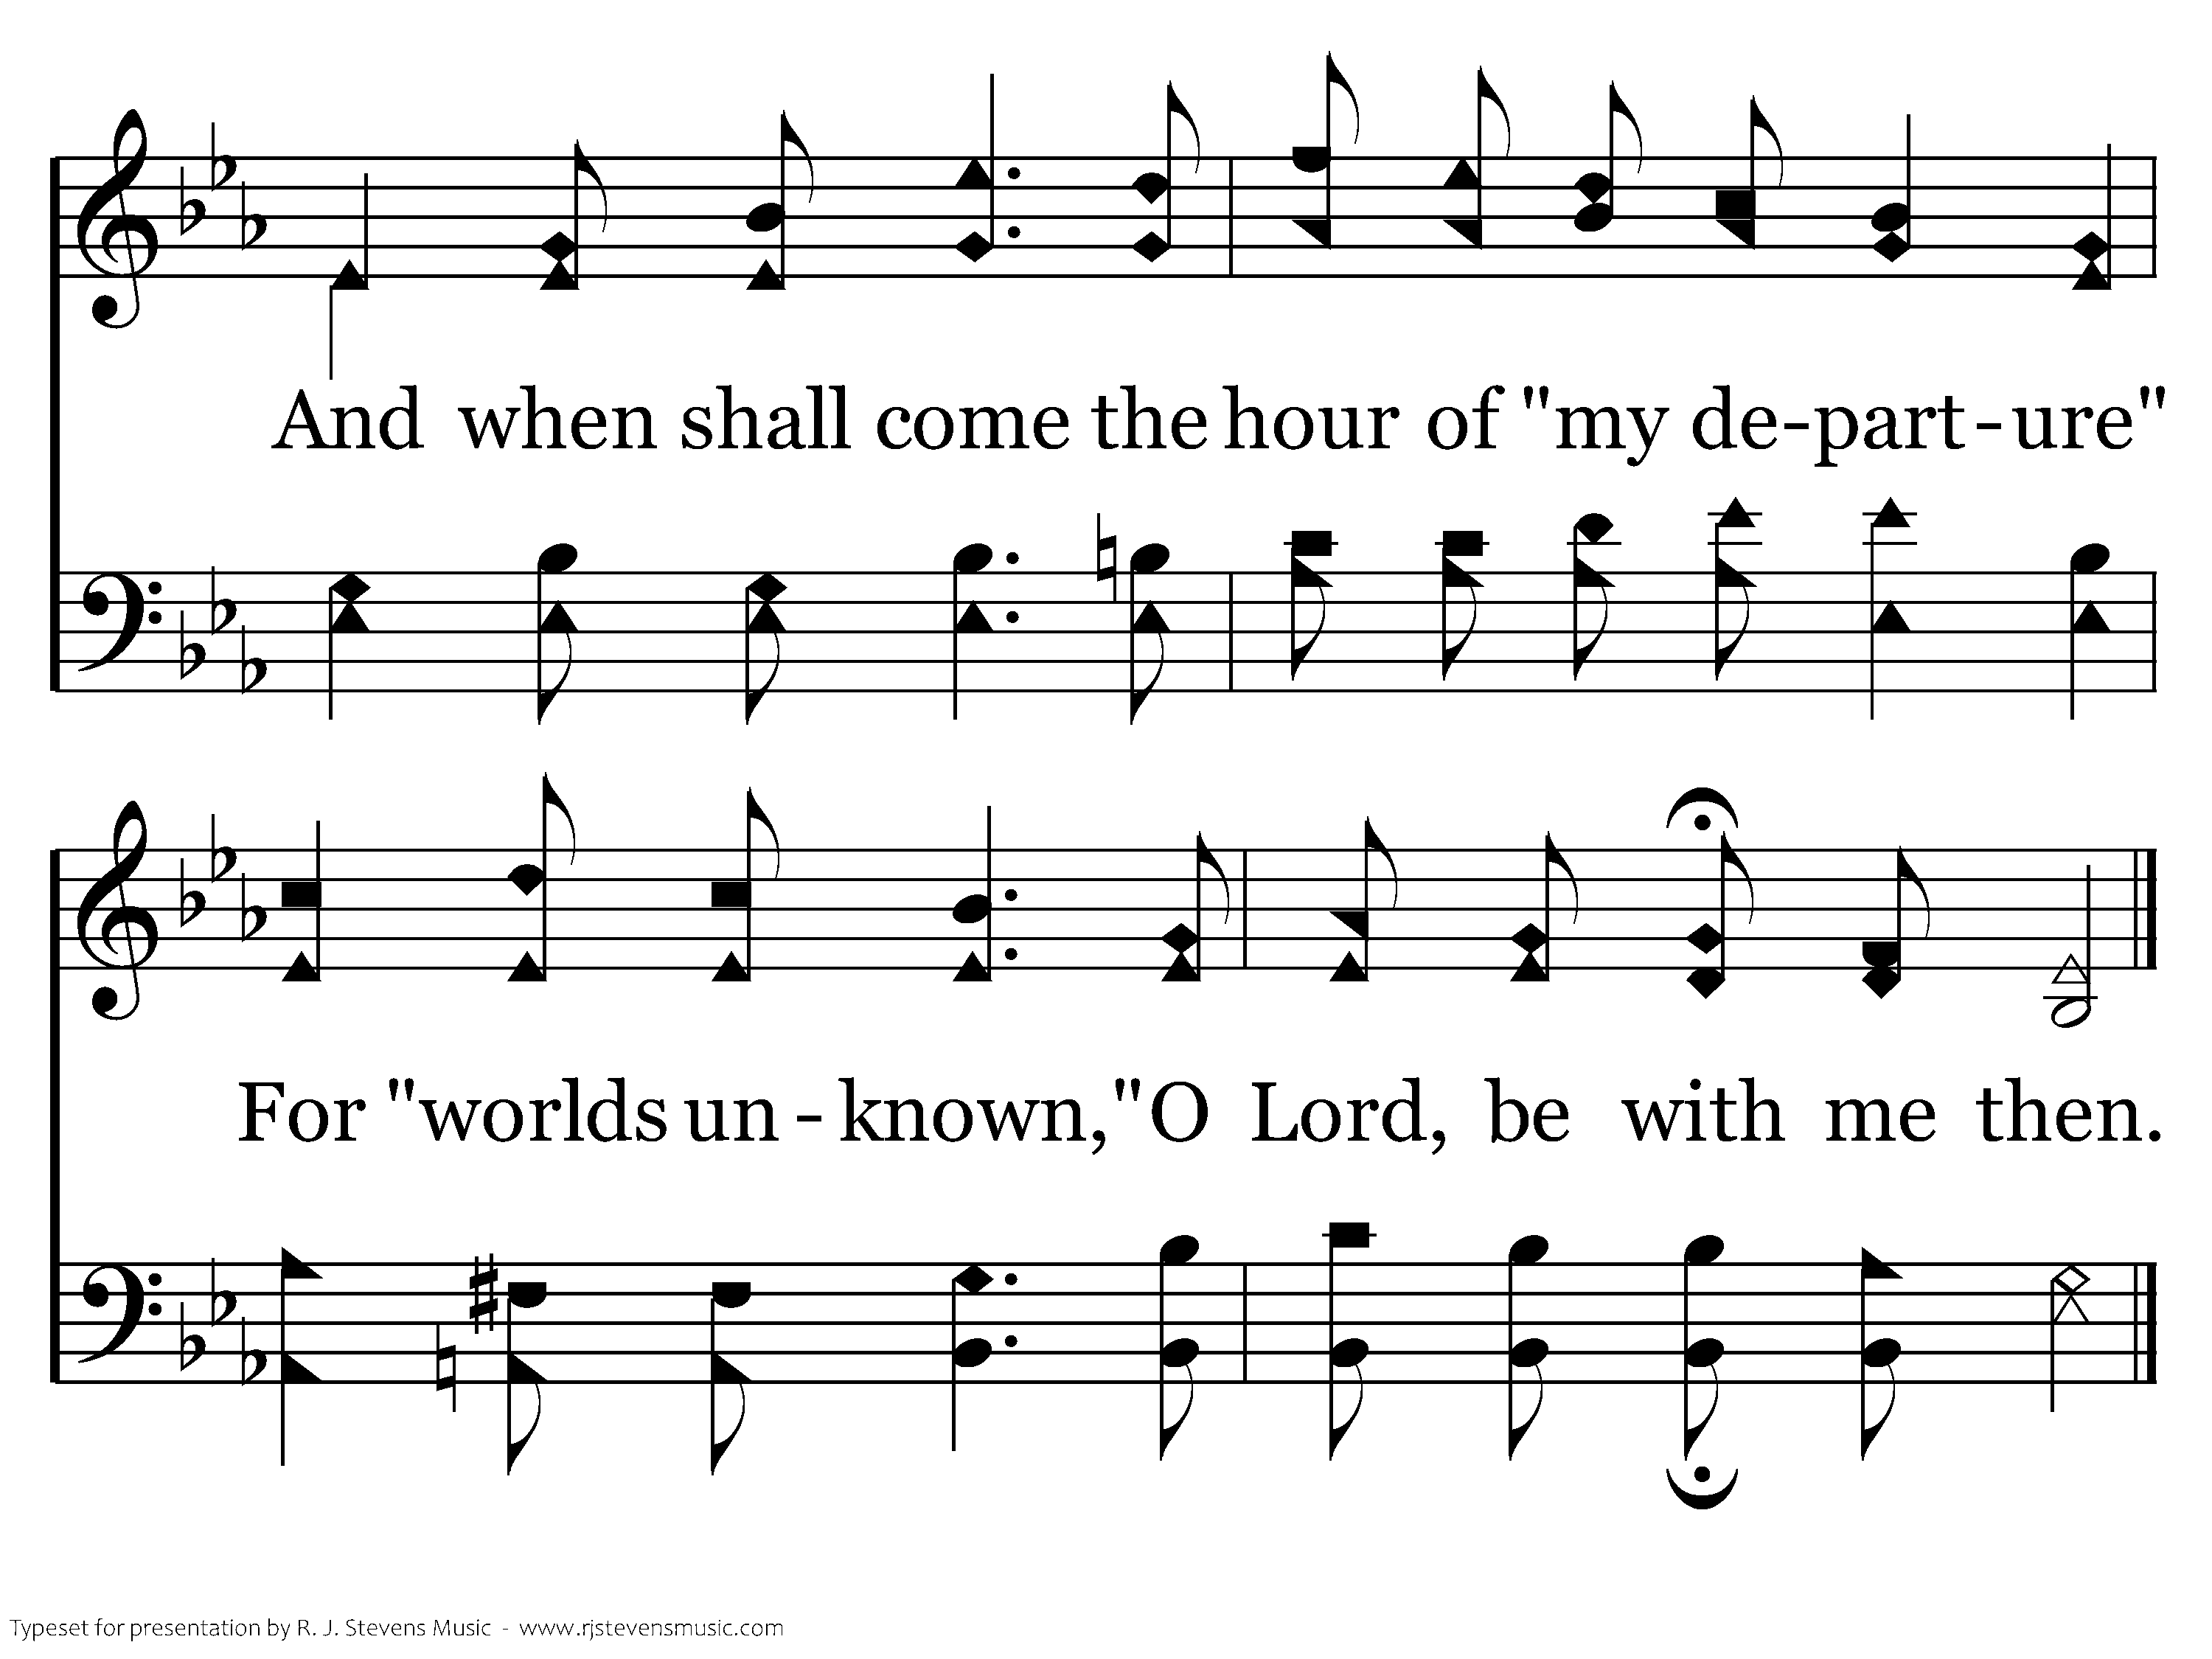 And when shall come the hour of "my de-part-ure"
For "worlds un-known," O Lord, be with me then.
Typeset for presentation by R. J. Stevens Music - www.rjstevensmusic.com